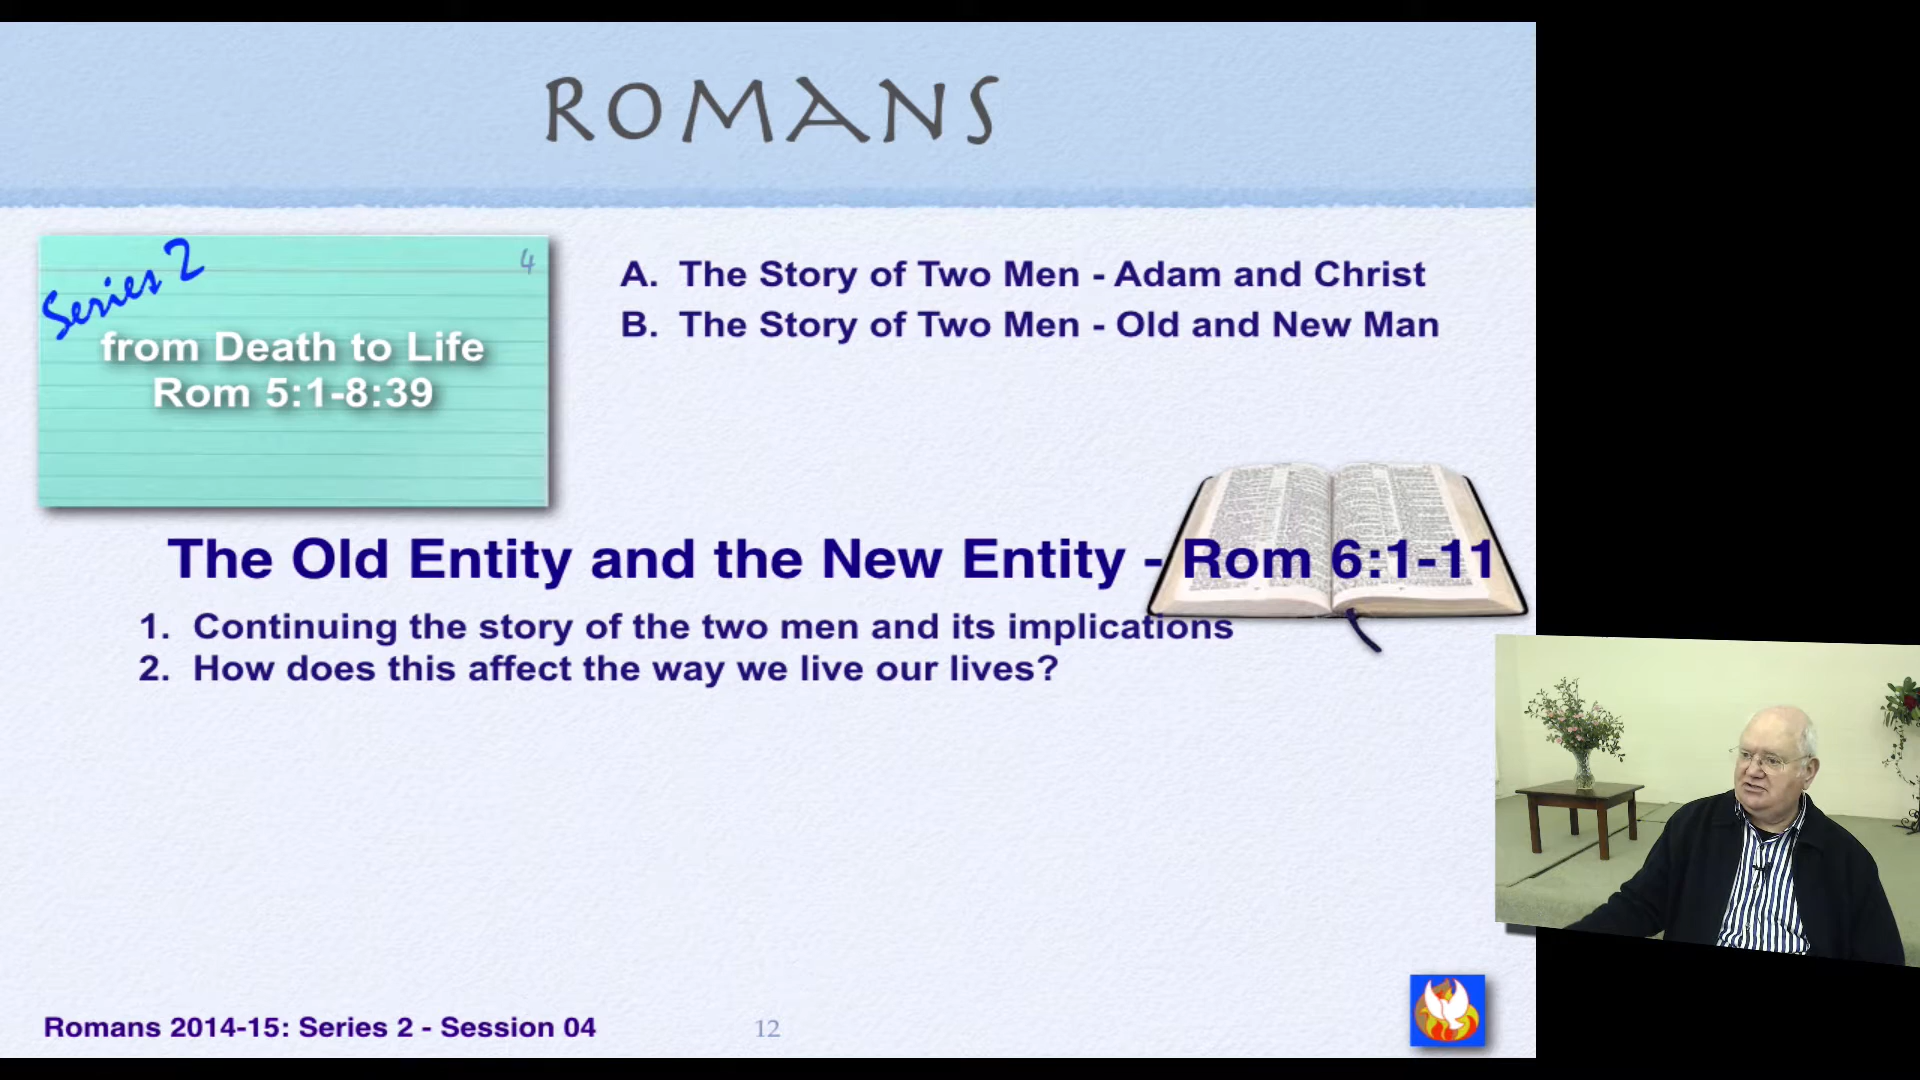 ROMANS
Series 2
4
from Death to Life
Rom 5:1-8:39
A. The Story of Two Men - Adam and Christ
B. The Story of Two Men - Old and New Man
The Old Entity and the New Entity - Rom 6:1-11
1. Continuing the story of the two men and its implications
2. How does this affect the way we live our lives?
Romans 2014-15: Series 2 - Session 04
12